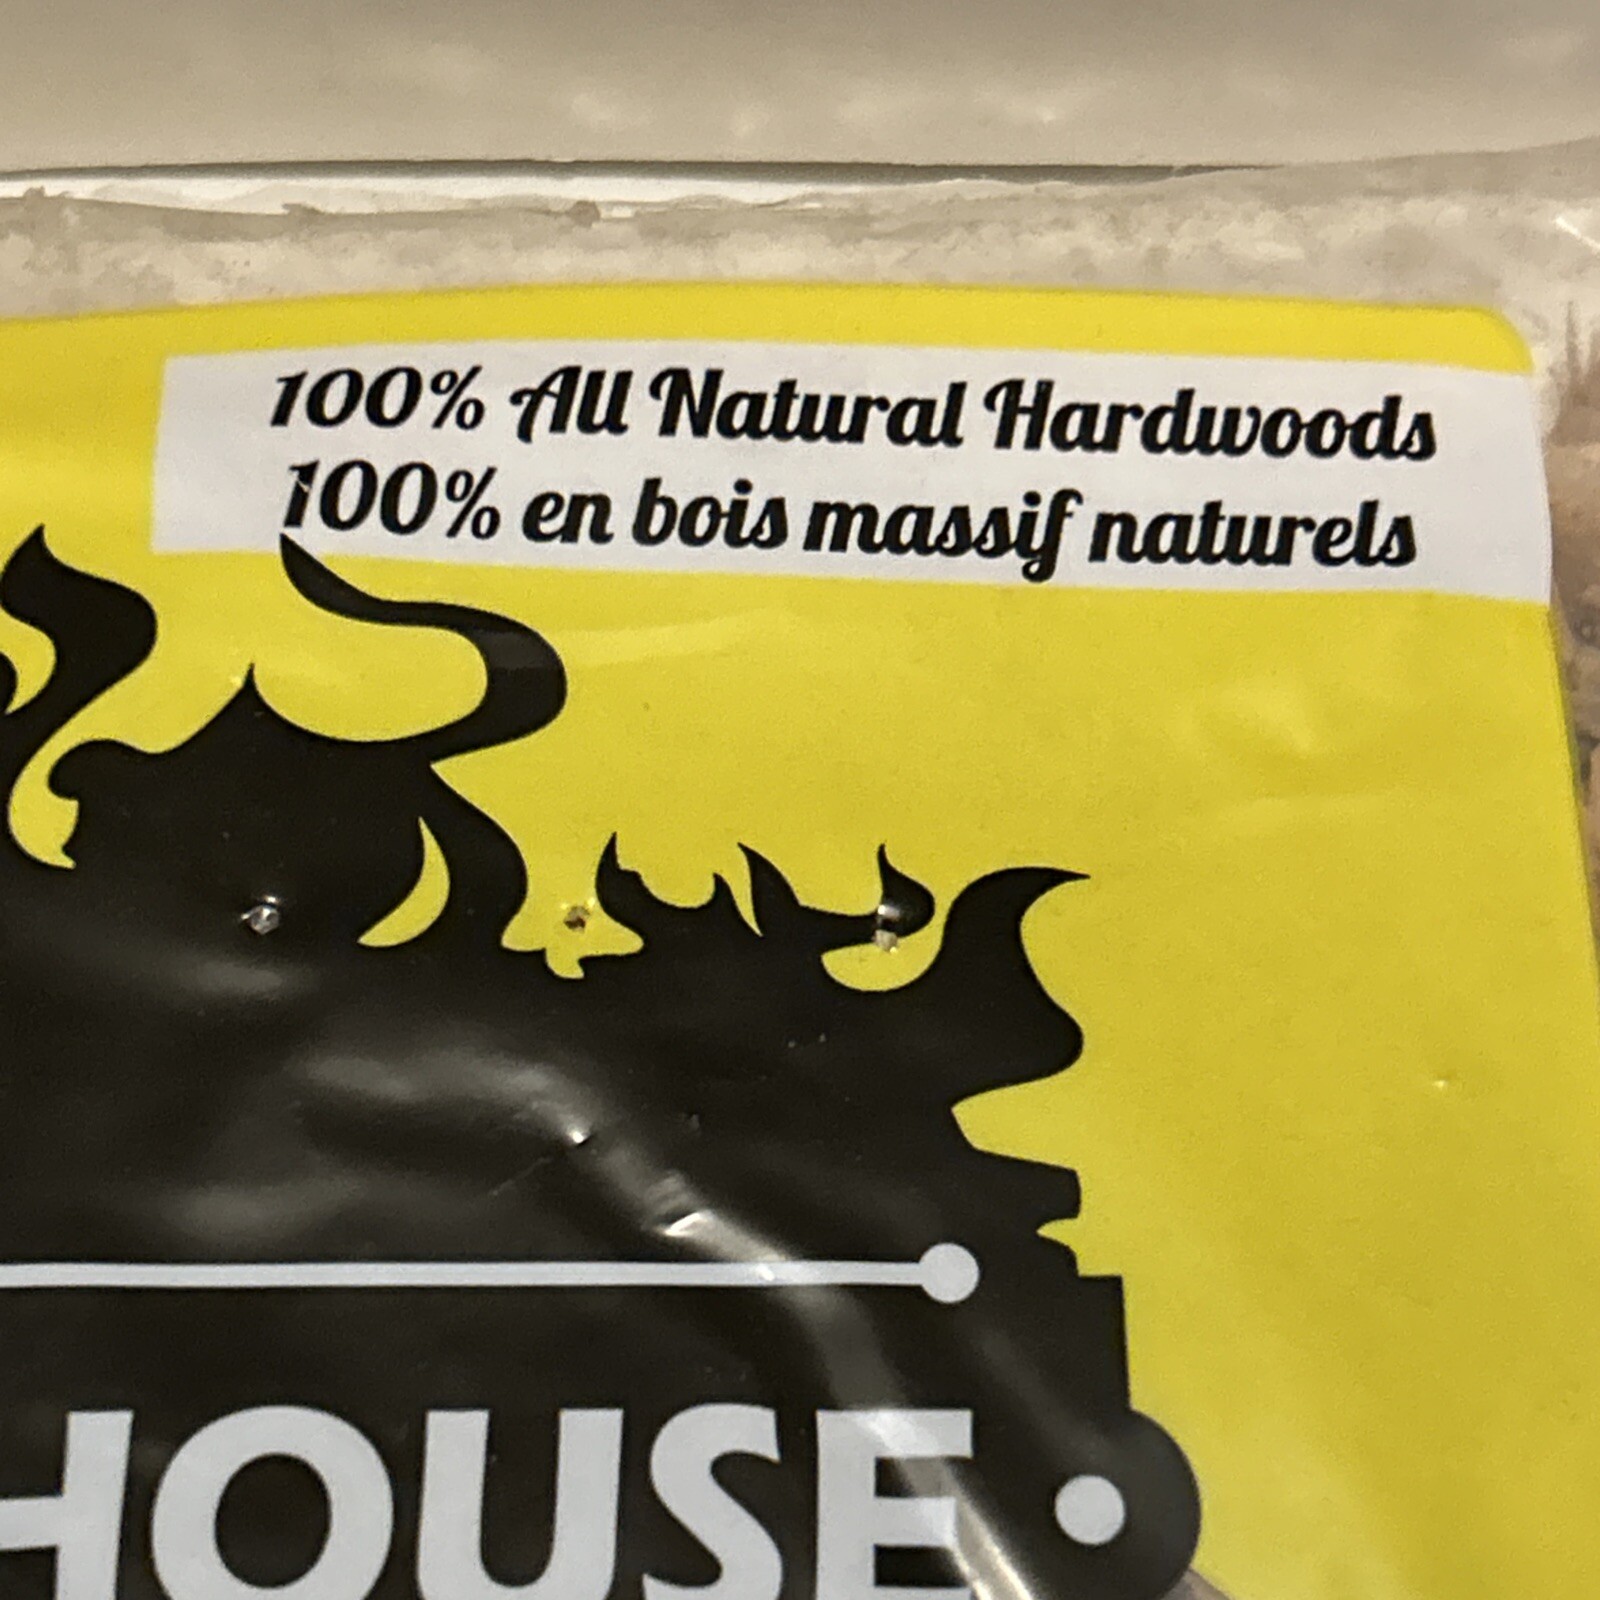 100% All Natural Hardwoods
100% en bois massif naturels
HOUSE